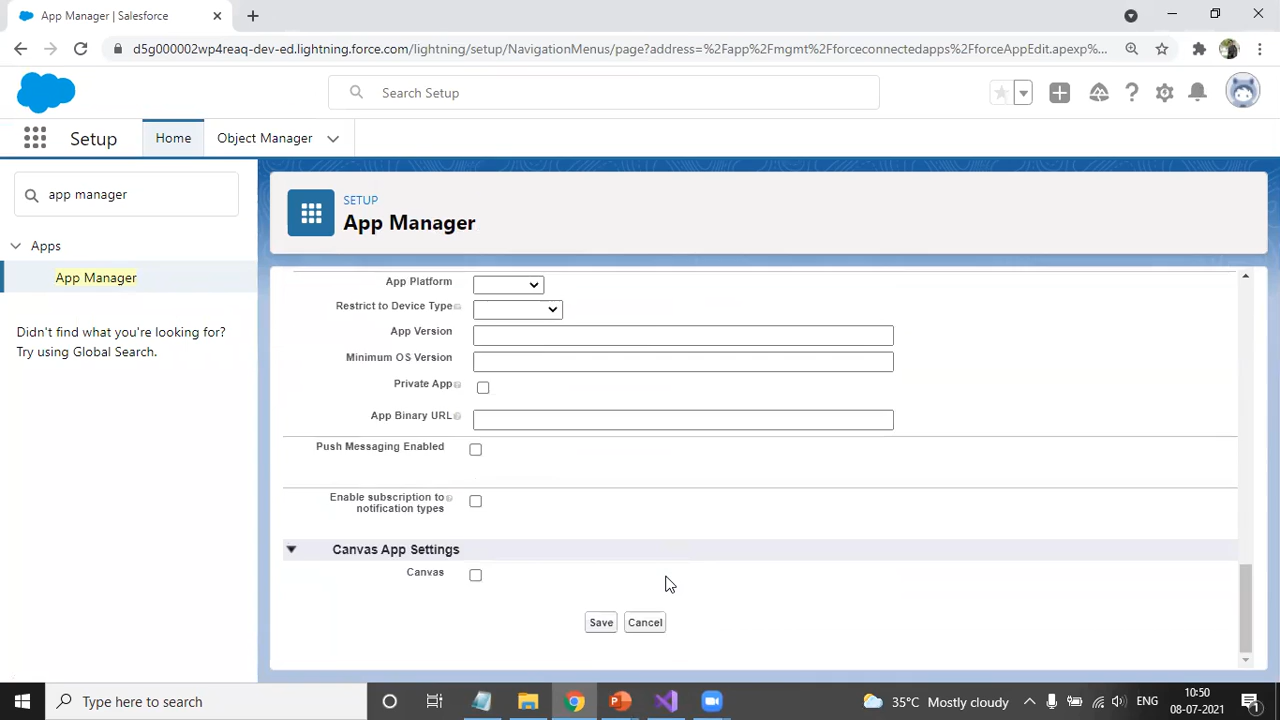 App Manager | Salesforce
d5g000002wp4reaq-dev-ed.lightning.force.com/lightning/setup/NavigationMenus/page?address=%2Fapp%2Fmgmt%2Fforceconnectedapps%2FforceAppEdit.apexp%...
Search Setup
Setup
Home
Object Manager
app manager
Apps
App Manager
Didn't find what you're looking for?
Try using Global Search.
SETUP
App Manager
App Platform
Restrict to Device Type
App Version
Minimum OS Version
Private App
App Binary URL
Push Messaging Enabled
Enable subscription to
notification types
Canvas App Settings
Canvas
Save
Cancel
Type here to search
35°C Mostly cloudy
ENG
10:50
08-07-2021
1